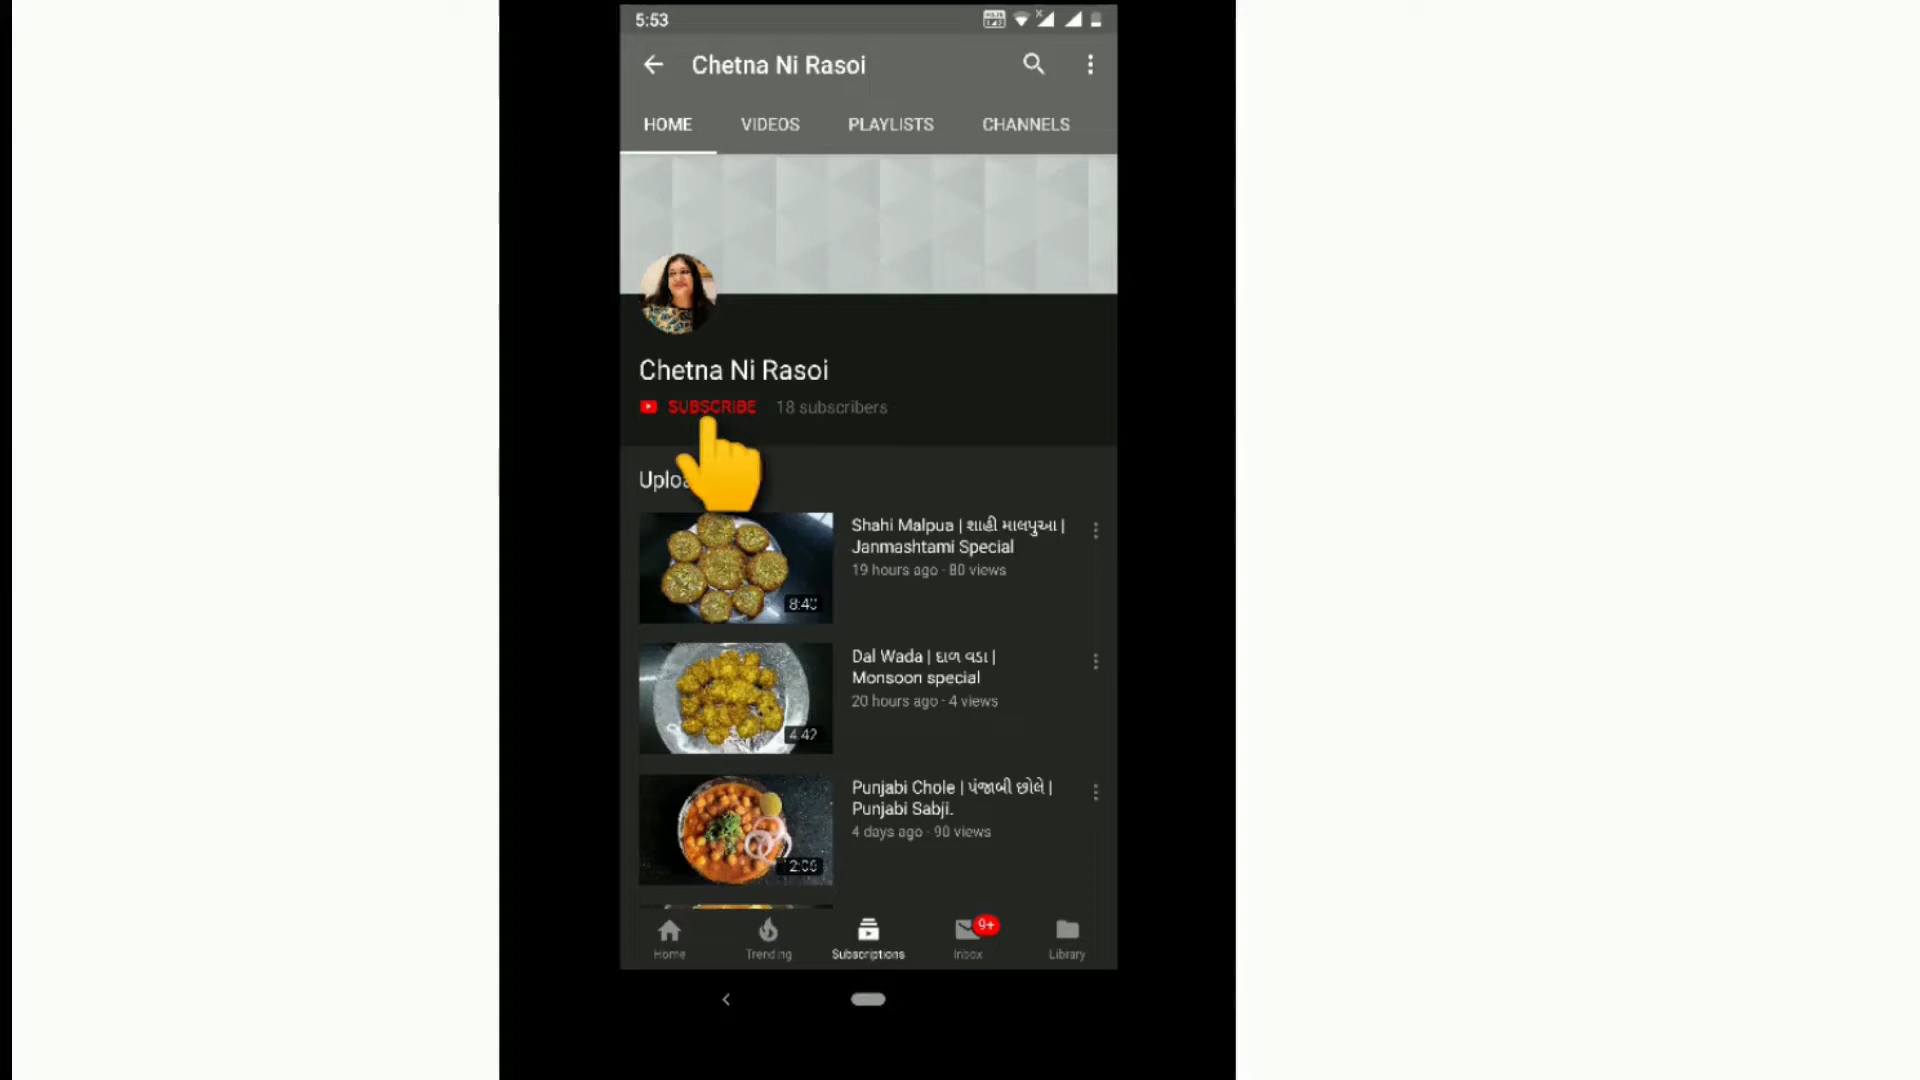 5:53
Chetna Ni Rasoi
HOME VIDEOS PLAYLISTS CHANNELS
Chetna Ni Rasoi
SUBSCRIBE 18 subscribers
Shahi Malpua | શાહી માલપુઆ |
Janmashtami Special
19 hours ago · 80 views
8:40
Dal Wada | દાળ વડા |
Monsoon special
20 hours ago · 4 views
4:42
Punjabi Chole | પંજાબી છોલે |
Punjabi Sabji.
4 days ago · 90 views
9+
Home Trending Subscriptions Inbox Library